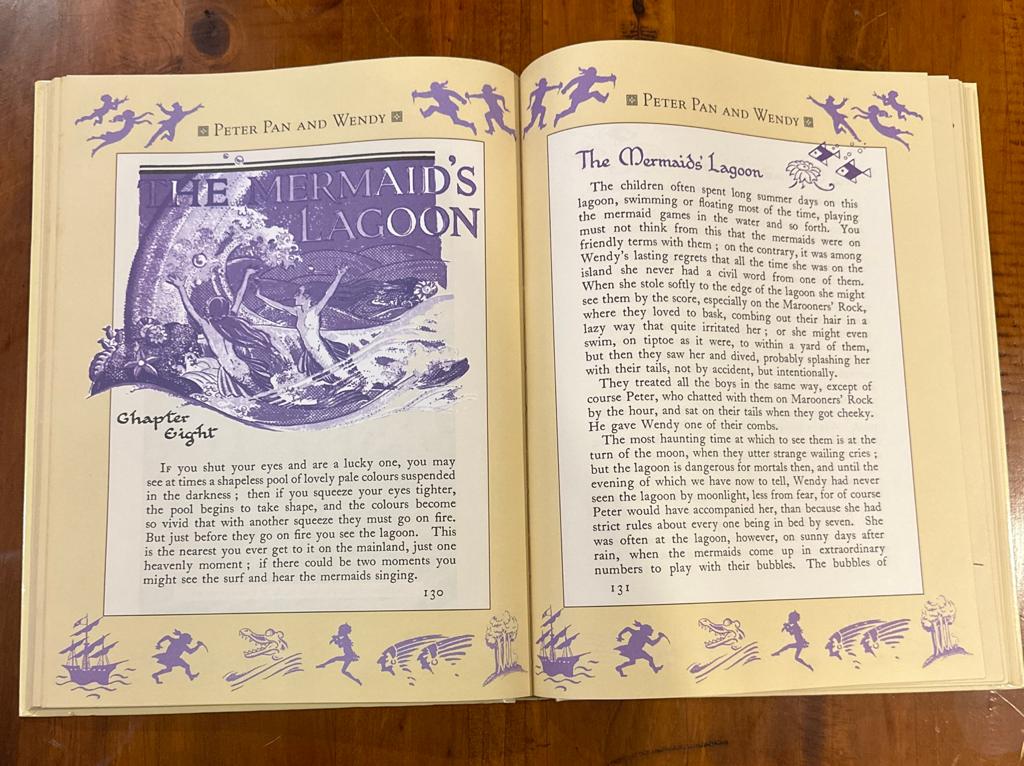 PETER PAN AND WENDY
THE MERMAID'S
LAGOON
Chapter
Eight
IF you shut your eyes and are a lucky one, you may
see at times a shapeless pool of lovely pale colours suspended
in the darkness ; then if you squeeze your eyes tighter,
the pool begins to take shape, and the colours become
so vivid that with another squeeze they must go on fire.
But just before they go on fire you see the lagoon. This
is the nearest you ever get to it on the mainland, just one
heavenly moment ; if there could be two moments you
might see the surf and hear the mermaids singing.
130
PETER PAN AND WENDY
The Mermaids' Lagoon
The children often spent long summer days on this
lagoon, swimming or floating most of the time, playing
the mermaid games in the water and so forth. You
must not think from this that the mermaids were on
friendly terms with them ; on the contrary, it was among
Wendy's lasting regrets that all the time she was on the
island she never had a civil word from one of them.
When she stole softly to the edge of the lagoon she might
see them by the score, especially on the Marooners' Rock,
where they loved to bask, combing out their hair in a
lazy way that quite irritated her ; or she might even
swim, on tiptoe as it were, to within a yard of them,
but then they saw her and dived, probably splashing her
with their tails, not by accident, but intentionally.
They treated all the boys in the same way, except of
course Peter, who chatted with them on Marooners' Rock
by the hour, and sat on their tails when they got cheeky.
He gave Wendy one of their combs.
The most haunting time at which to see them is at the
turn of the moon, when they utter strange wailing cries ;
but the lagoon is dangerous for mortals then, and until the
evening of which we have now to tell, Wendy had never
seen the lagoon by moonlight, less from fear, for of course
Peter would have accompanied her, than because she had
strict rules about every one being in bed by seven. She
was often at the lagoon, however, on sunny days after
rain, when the mermaids come up in extraordinary
numbers to play with their bubbles. The bubbles of
131